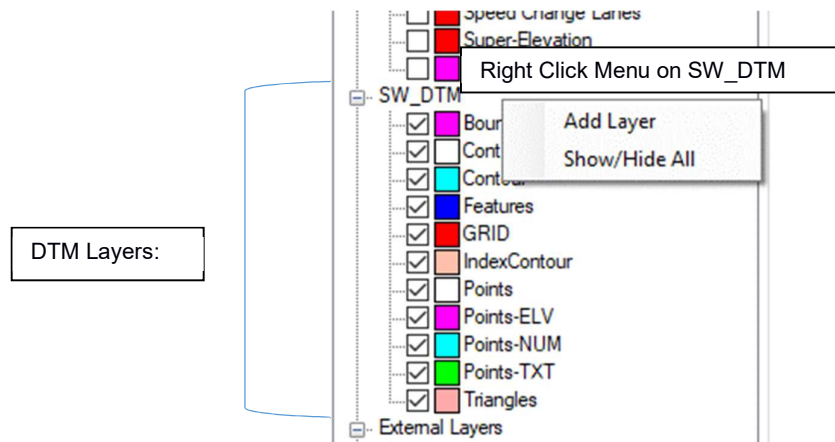 Speed Change Lanes
Super-Elevation
Right Click Menu on SW_DTM
SW_DTM
Add Layer
Show/Hide All
Contour
Features
GRID
IndexContour
Points
Points-ELV
Points-NUM
Points-TXT
Triangles
External Layers
DTM Layers: